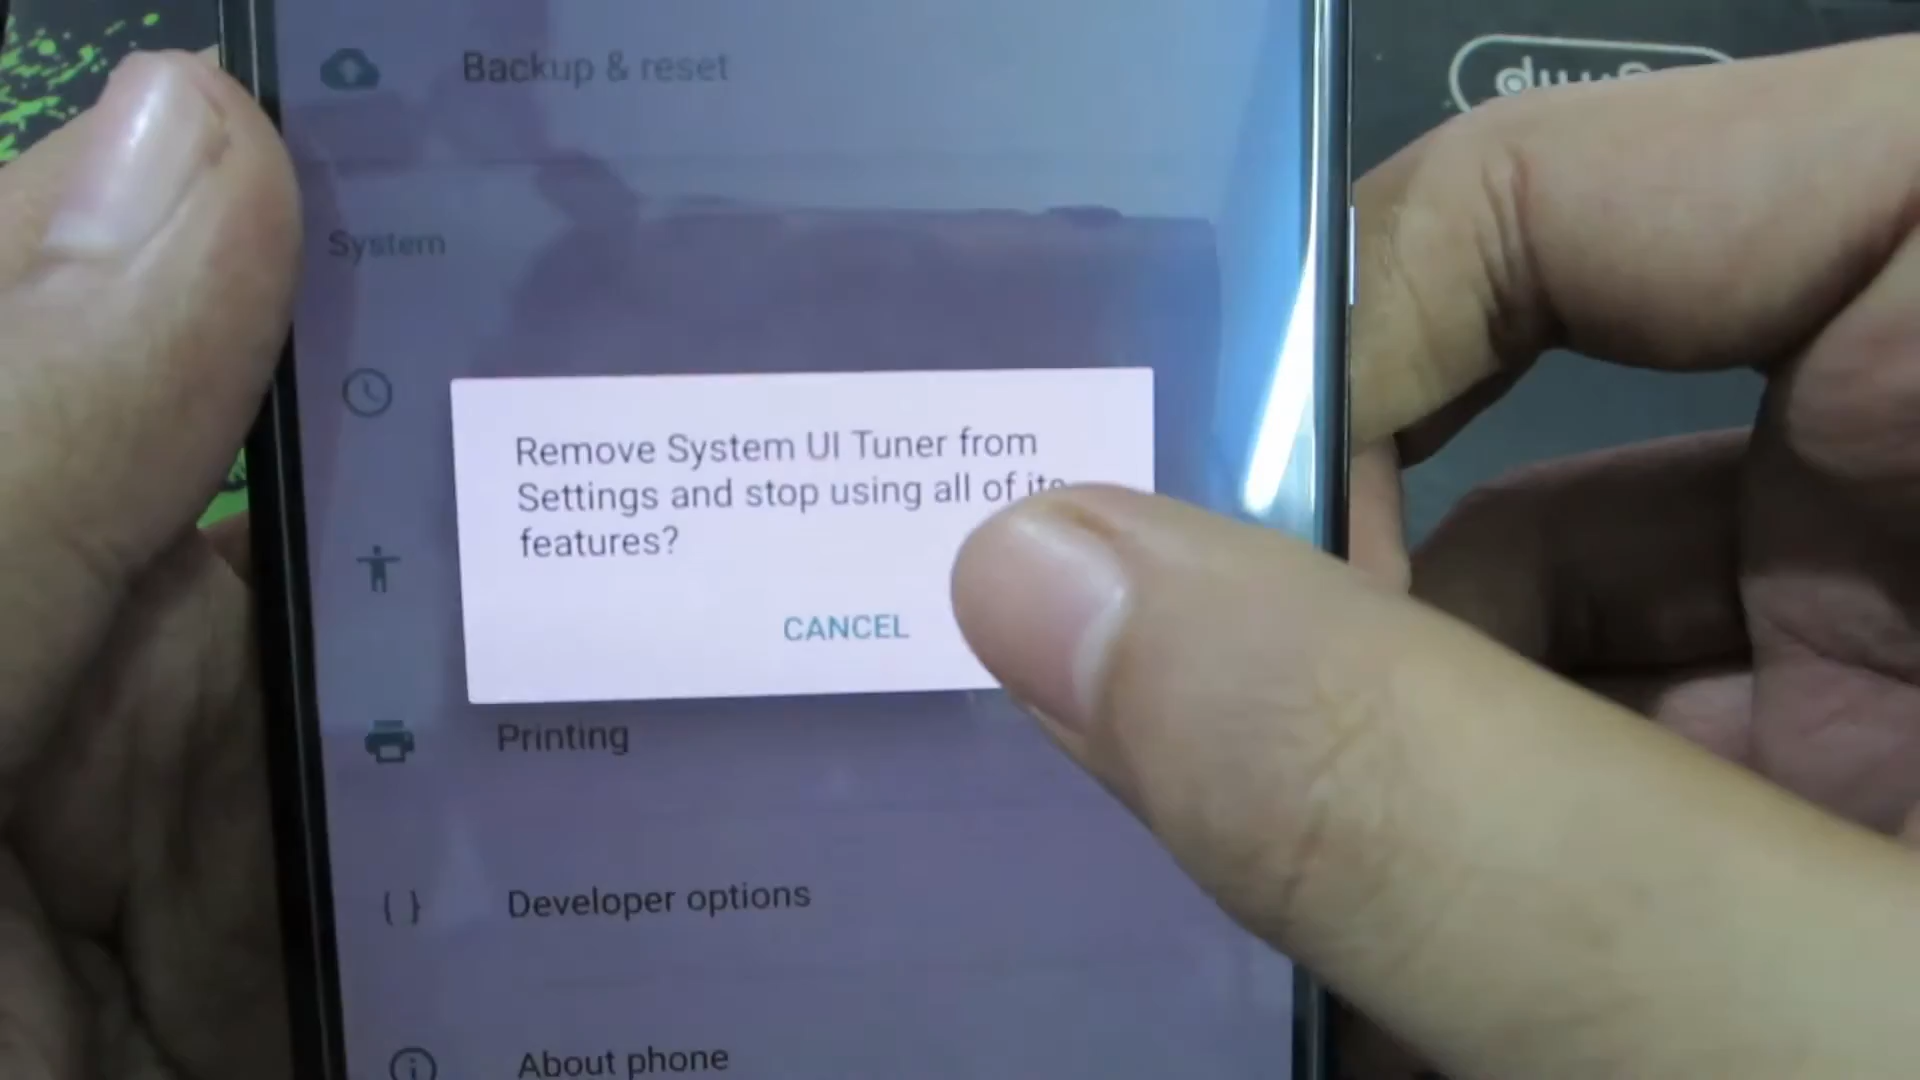 Backup & reset
System
Remove System UI Tuner from
Settings and stop using all of its
features?
CANCEL
Printing
Developer options
About phone